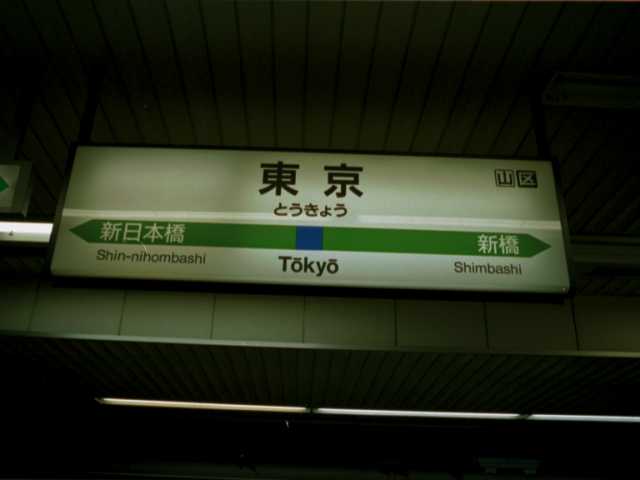 東京
山区
とうきょう
新日本橋
新橋
Shin-nihombashi
Tōkyō
Shimbashi